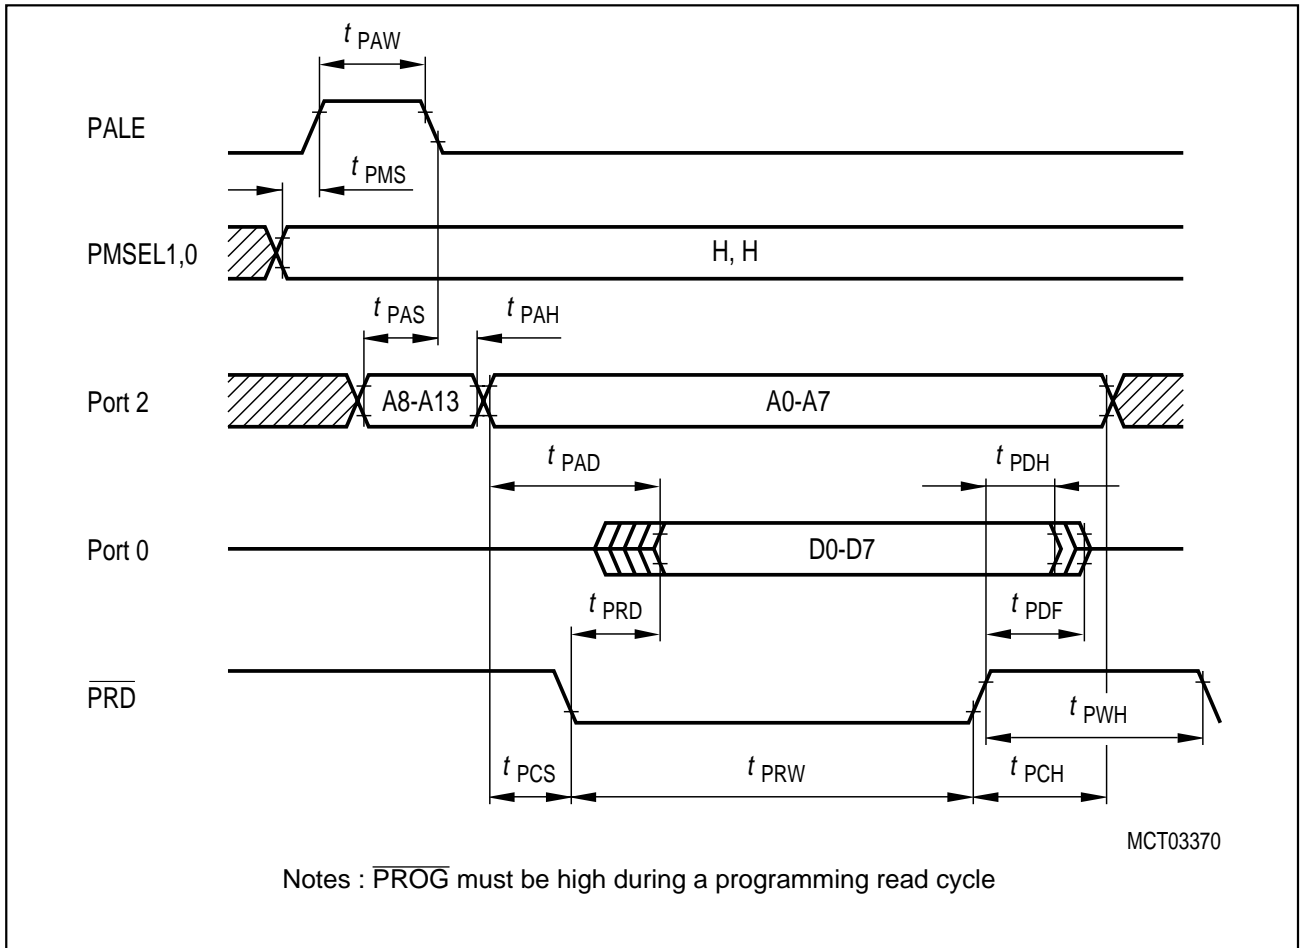 t PAW
PALE
t PMS
PMSEL1,0
H, H
t PAS
t PAH
Port 2
A8-A13
A0-A7
t PAD
t PDH
Port 0
D0-D7
t PRD
t PDF
PRD
t PWH
t PCS
t PRW
t PCH
MCT03370
Notes : PROG must be high during a programming read cycle